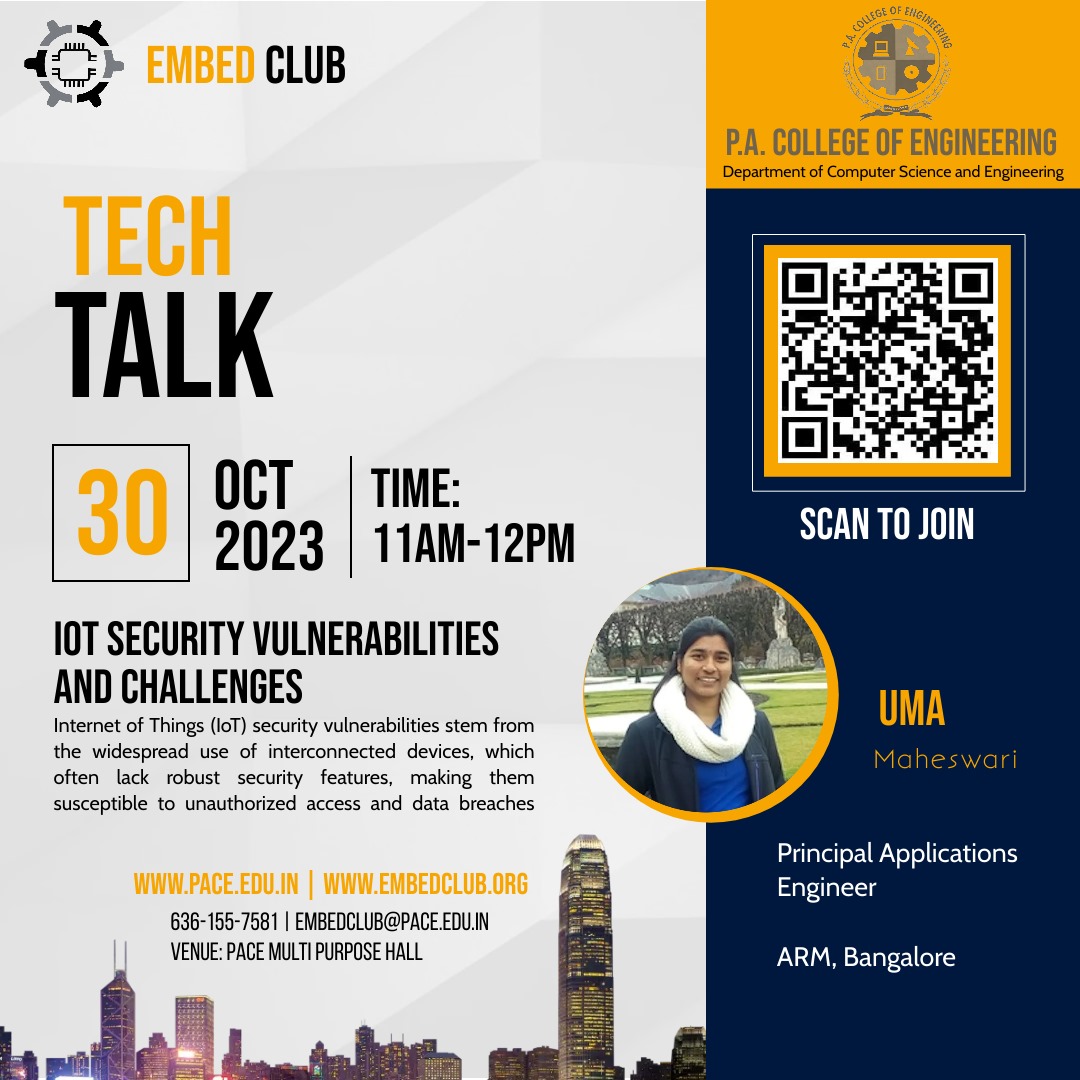 EMBED CLUB
P.A. COLLEGE OF ENGINEERING
P.A. COLLEGE OF ENGINEERING
Department of Computer Science and Engineering
TECH
TALK
30
OCT
2023
TIME:
11AM-12PM
SCAN TO JOIN
IOT SECURITY VULNERABILITIES
AND CHALLENGES
Internet of Things (IoT) security vulnerabilities stem from
the widespread use of interconnected devices, which
often lack robust security features, making them
susceptible to unauthorized access and data breaches
UMA
Maheswari
Principal Applications
Engineer
ARM, Bangalore
WWW.PACE.EDU.IN | WWW.EMBEDCLUB.ORG
636-155-7581 | EMBEDCLUB@PACE.EDU.IN
VENUE: PACE MULTI PURPOSE HALL